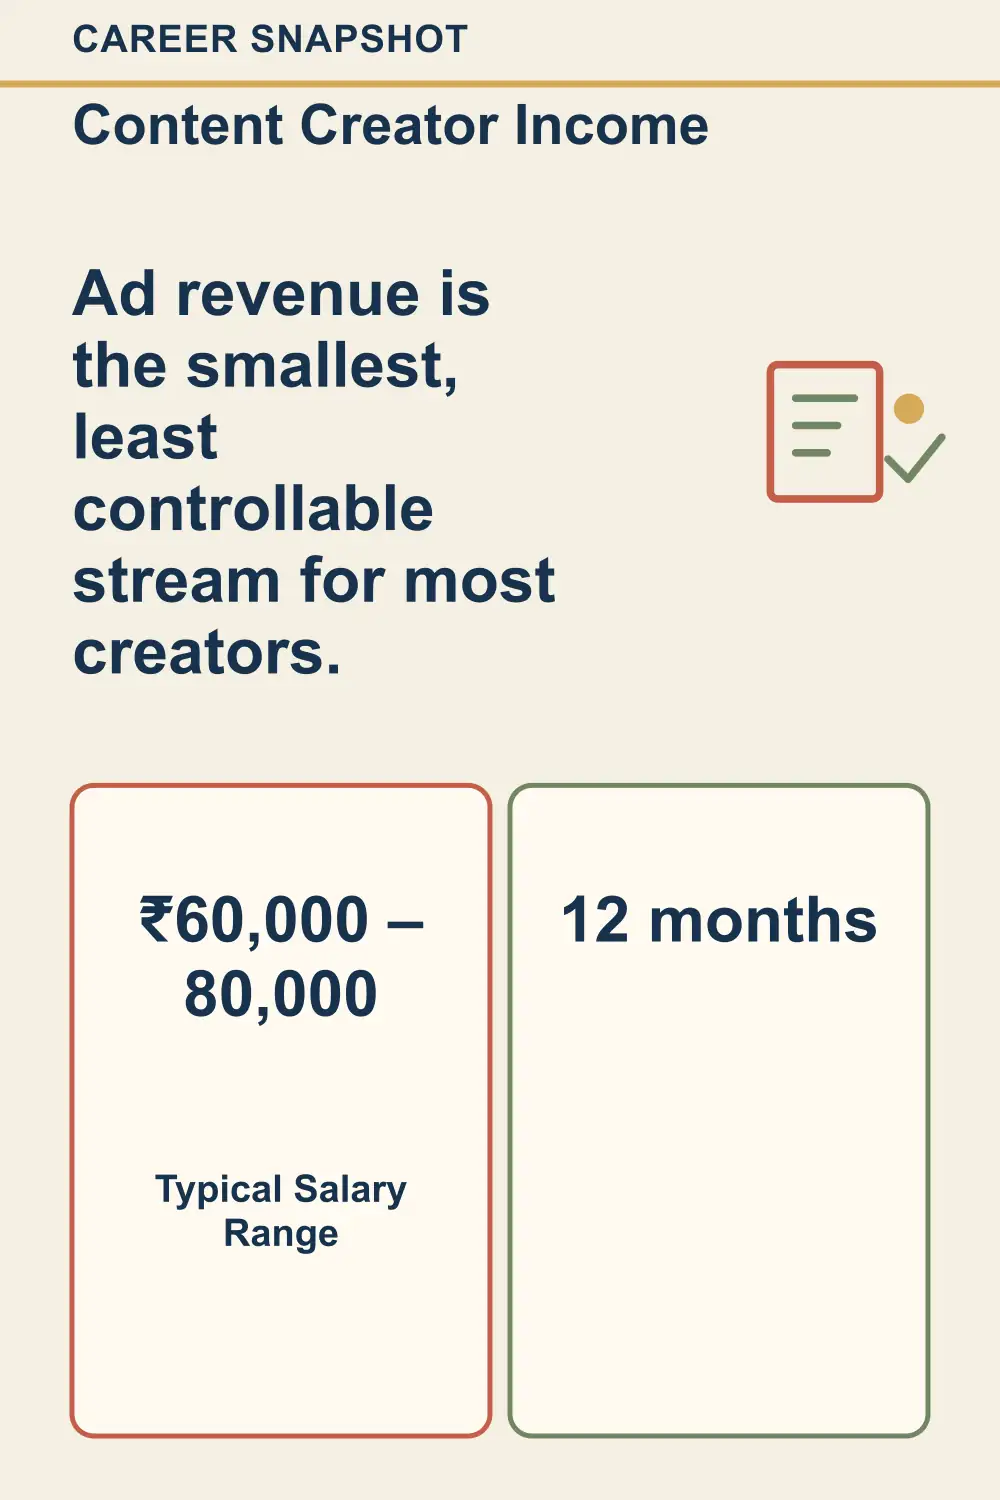 CAREER SNAPSHOT
Content Creator Income
Ad revenue is
the smallest,
least
controllable
stream for most
creators.
₹60,000 –
80,000
Typical Salary
Range
12 months